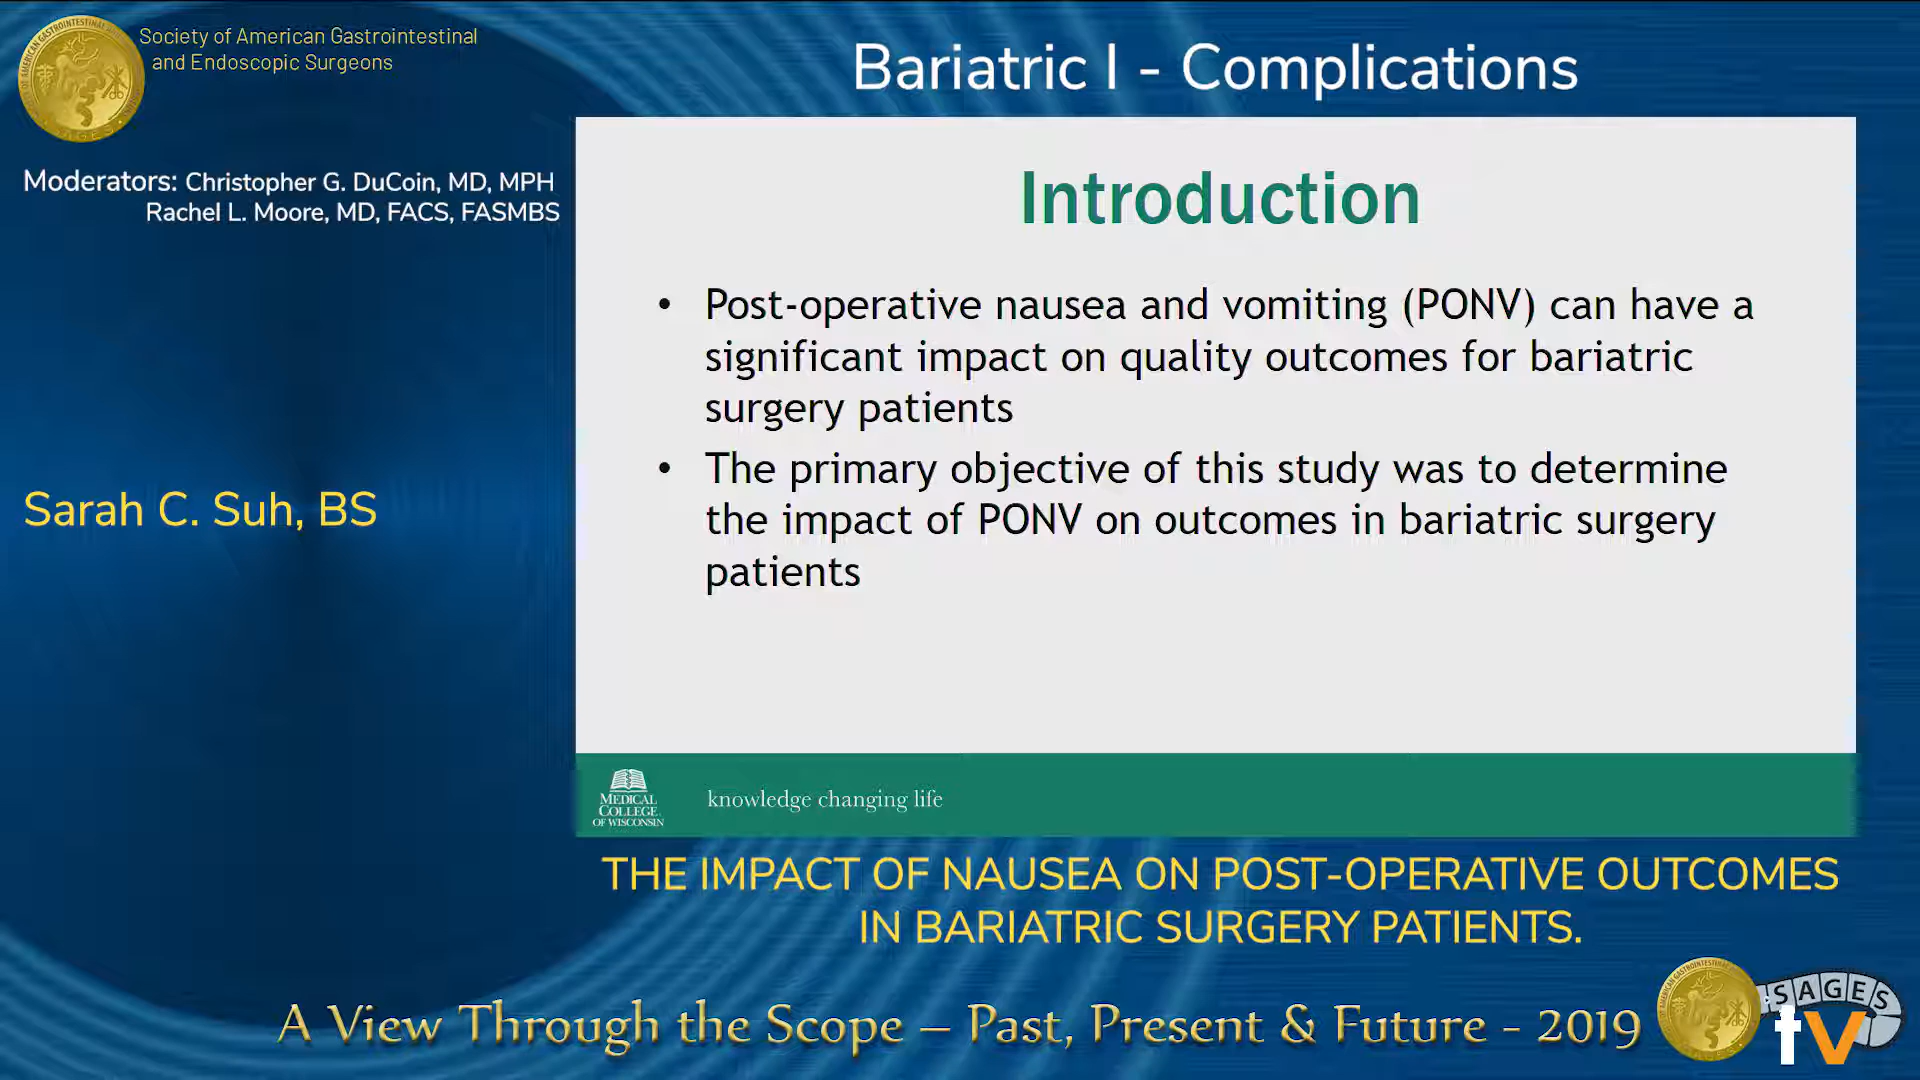 Society of American Gastrointestinal
and Endoscopic Surgeons
Bariatric I - Complications
Moderators: Christopher G. DuCoin, MD, MPH
Rachel L. Moore, MD, FACS, FASMBS
Sarah C. Suh, BS
Introduction
• Post-operative nausea and vomiting (PONV) can have a
significant impact on quality outcomes for bariatric
surgery patients
• The primary objective of this study was to determine
the impact of PONV on outcomes in bariatric surgery
patients
MEDICAL
COLLEGE
OF WISCONSIN
knowledge changing life
THE IMPACT OF NAUSEA ON POST-OPERATIVE OUTCOMES
IN BARIATRIC SURGERY PATIENTS.
A View Through the Scope – Past, Present & Future - 2019
SAGES
tv